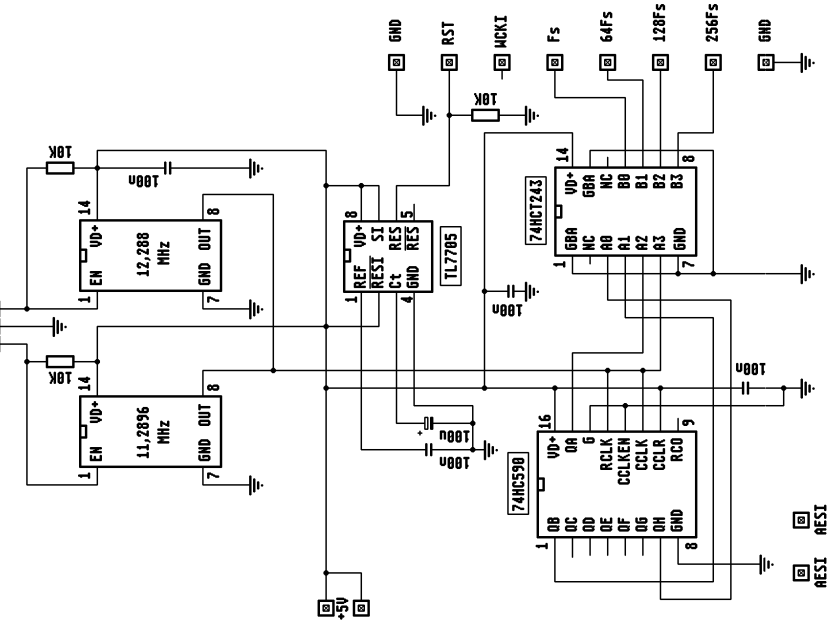 GND
RST
WCKI
Fs
64Fs
128Fs
256Fs
GND
10K
10K
100n
14
8
12,288
MHz
VD+
OUT
EN
GND
1
7
8
5
VD+
SI
RES
RES
REF
RESI
Ct
GND
1
4
TL7705
14
8
VD+
GBA
NC
B0
B1
B2
B3
GBA
NC
A0
A1
A2
A3
GND
1
7
74HCT243
100n
10K
14
8
11,2896
MHz
VD+
OUT
EN
GND
1
7
+
100u
100n
100n
16
9
VD+
QA
G
RCLK
CCLKEN
CCLK
CCLR
RCO
QB
QC
QD
QE
QF
QG
QH
GND
1
8
74HC590
+5V
AESI
AESI